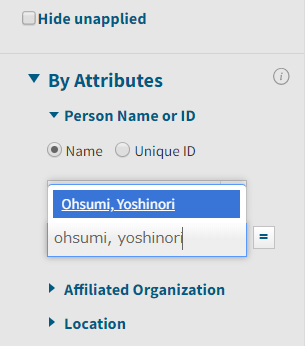 Hide unapplied
By Attributes
i
Person Name or ID
Name Unique ID
Ohsumi, Yoshinori
ohsumi, yoshinori
=
Affiliated Organization
Location